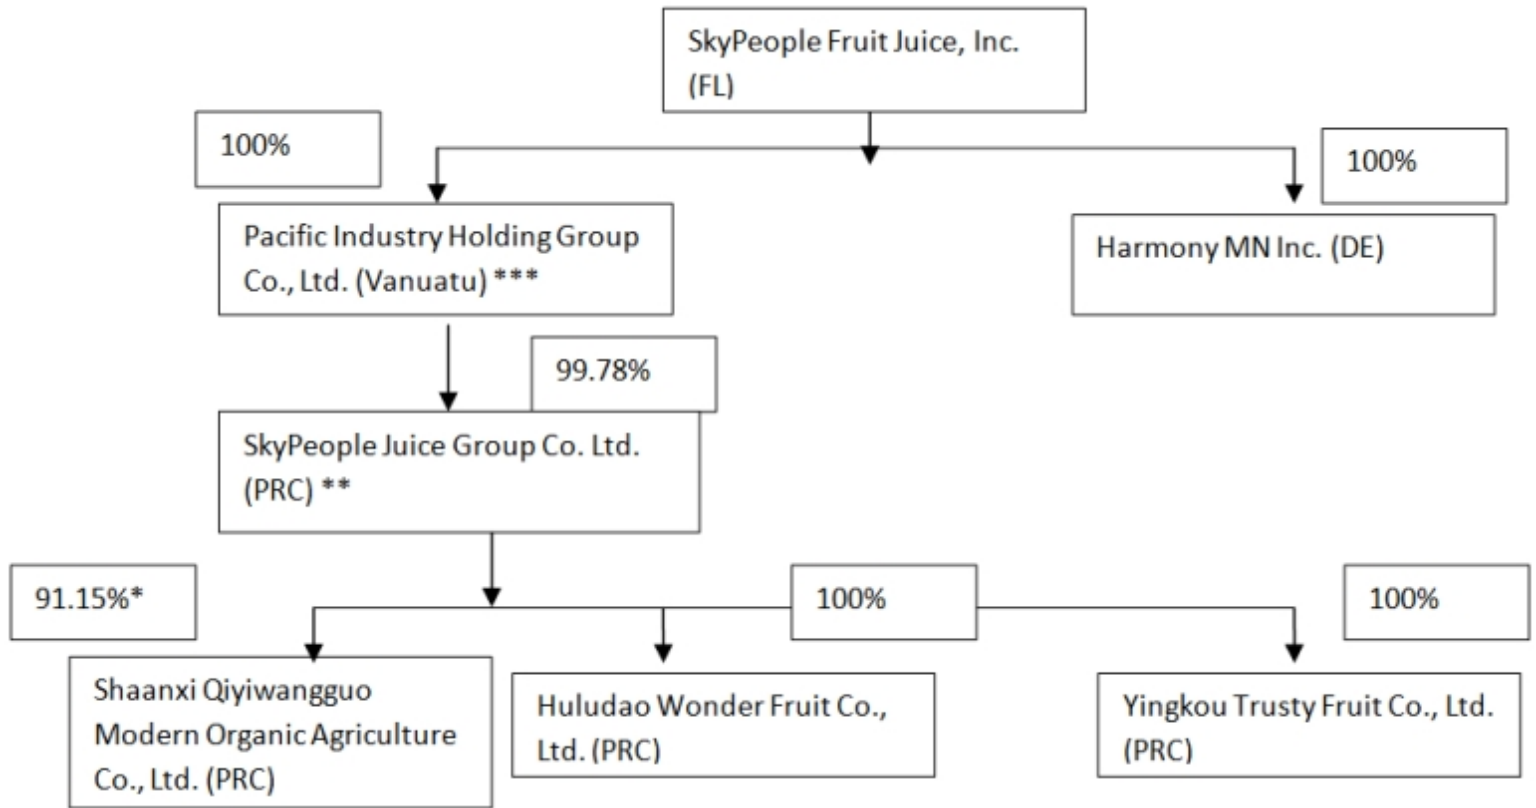 SkyPeople Fruit Juice, Inc.
(FL)
100%
100%
Pacific Industry Holding Group
Co., Ltd. (Vanuatu) ***
Harmony MN Inc. (DE)
99.78%
SkyPeople Juice Group Co. Ltd.
(PRC) **
91.15%*
100%
100%
Shaanxi Qiyiwangguo
Modern Organic Agriculture
Co., Ltd. (PRC)
Huludao Wonder Fruit Co.,
Ltd. (PRC)
Yingkou Trusty Fruit Co., Ltd.
(PRC)